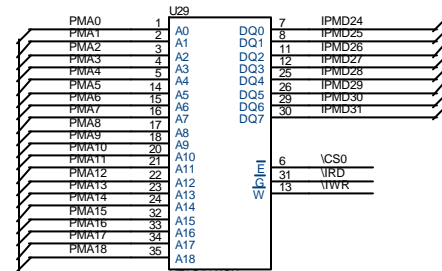 U29
PMA0 1 A0 DQ0 7 IPMD24
PMA1 2 A1 DQ1 8 IPMD25
PMA2 3 A2 DQ2 11 IPMD26
PMA3 4 A3 DQ3 12 IPMD27
PMA4 5 A4 DQ4 25 IPMD28
PMA5 14 A5 DQ5 26 IPMD29
PMA6 15 A6 DQ6 29 IPMD30
PMA7 16 A7 DQ7 30 IPMD31
PMA8 17 A8
PMA9 18 A9
PMA10 20 A10
PMA11 21 A11 E 6 \CS0
PMA12 22 A12 G 31 \IRD
PMA13 23 A13 W 13 \IWR
PMA14 24 A14
PMA15 32 A15
PMA16 33 A16
PMA17 34 A17
PMA18 35 A18